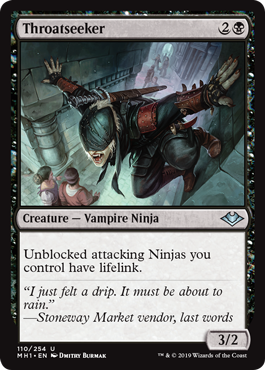 Throatseeker 2
Creature — Vampire Ninja
Unblocked attacking Ninjas you
control have lifelink.
“I just felt a drip. It must be about to
rain.”
—Stoneway Market vendor, last words
3/2
110/254 U
MH1 • EN DMITRY BURMAK
™ & © 2019 Wizards of the Coast